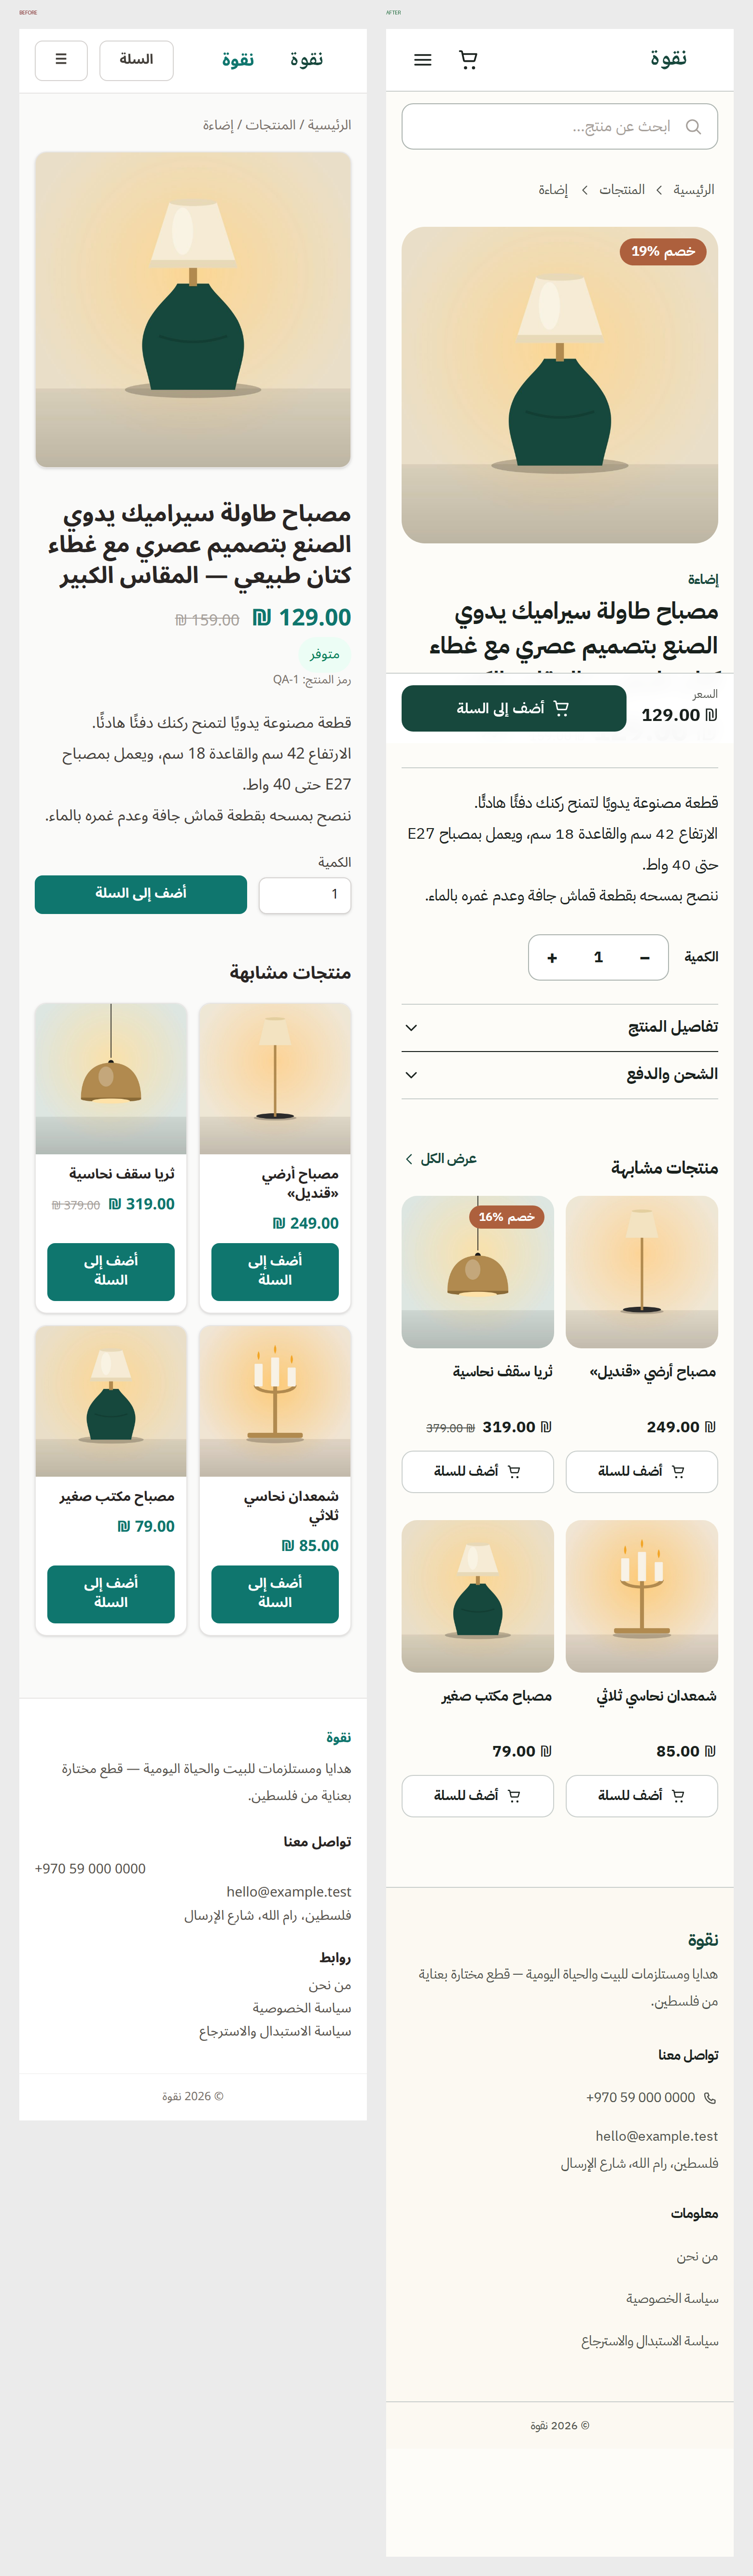 BEFORE
نقوة
نقوة
السلة
☰
الرئيسية / المنتجات / إضاءة
مصباح طاولة سيراميك يدوي
الصنع بتصميم عصري مع غطاء
كتان طبيعي — المقاس الكبير
129.00 ₪ 159.00 ₪
متوفر
رمز المنتج: QA-1
قطعة مصنوعة يدويًا لتمنح ركنك دفئًا هادئًا.
الارتفاع 42 سم والقاعدة 18 سم، ويعمل بمصباح
E27 حتى 40 واط.
ننصح بمسحه بقطعة قماش جافة وعدم غمره بالماء.
الكمية
1
أضف إلى السلة
منتجات مشابهة
مصباح أرضي
«قنديل»
249.00 ₪
أضف إلى
السلة
ثريا سقف نحاسية
319.00 ₪ 379.00 ₪
أضف إلى
السلة
شمعدان نحاسي
ثلاثي
85.00 ₪
أضف إلى
السلة
مصباح مكتب صغير
79.00 ₪
أضف إلى
السلة
نقوة
هدايا ومستلزمات للبيت والحياة اليومية — قطع مختارة
بعناية من فلسطين.
تواصل معنا
+970 59 000 0000
hello@example.test
فلسطين، رام الله، شارع الإرسال
روابط
من نحن
سياسة الخصوصية
سياسة الاستبدال والاسترجاع
© 2026 نقوة
AFTER
نقوة
ابحث عن منتج...
الرئيسية
المنتجات
إضاءة
خصم 19%
إضاءة
مصباح طاولة سيراميك يدوي
الصنع بتصميم عصري مع غطاء
السعر
₪ 129.00
أضف إلى السلة
قطعة مصنوعة يدويًا لتمنح ركنك دفئًا هادئًا.
الارتفاع 42 سم والقاعدة 18 سم، ويعمل بمصباح E27
حتى 40 واط.
ننصح بمسحه بقطعة قماش جافة وعدم غمره بالماء.
الكمية
− 1 +
تفاصيل المنتج
الشحن والدفع
منتجات مشابهة
عرض الكل
مصباح أرضي «قنديل»
₪ 249.00
أضف للسلة
خصم 16%
ثريا سقف نحاسية
₪ 319.00 ₪ 379.00
أضف للسلة
شمعدان نحاسي ثلاثي
₪ 85.00
أضف للسلة
مصباح مكتب صغير
₪ 79.00
أضف للسلة
نقوة
هدايا ومستلزمات للبيت والحياة اليومية — قطع مختارة بعناية
من فلسطين.
تواصل معنا
+970 59 000 0000
hello@example.test
فلسطين، رام الله، شارع الإرسال
معلومات
من نحن
سياسة الخصوصية
سياسة الاستبدال والاسترجاع
© 2026 نقوة